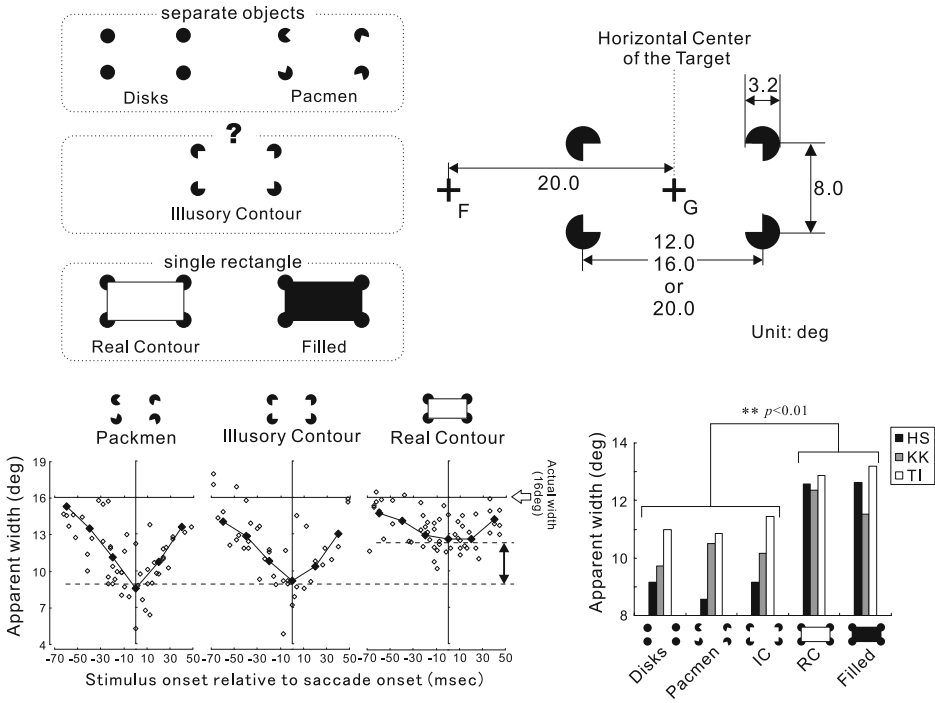 separate objects
Disks
Pacmen
?
Illusory Contour
single rectangle
Real Contour
Filled
Horizontal Center
of the Target
3.2
20.0
8.0
F
G
12.0
16.0
or
20.0
Unit: deg
Packmen
Illusory Contour
Real Contour
Apparent width (deg)
19
16
13
10
7
4
Actual width
(16deg)
-70 -50 -30 -10 10 30 50
-70 -50 -30 -10 10 30 50
-70 -50 -30 -10 10 30 50
Stimulus onset relative to saccade onset (msec)
** p<0.01
HS
KK
TI
Apparent width (deg)
14
12
10
8
Disks
Pacmen
IC
RC
Filled